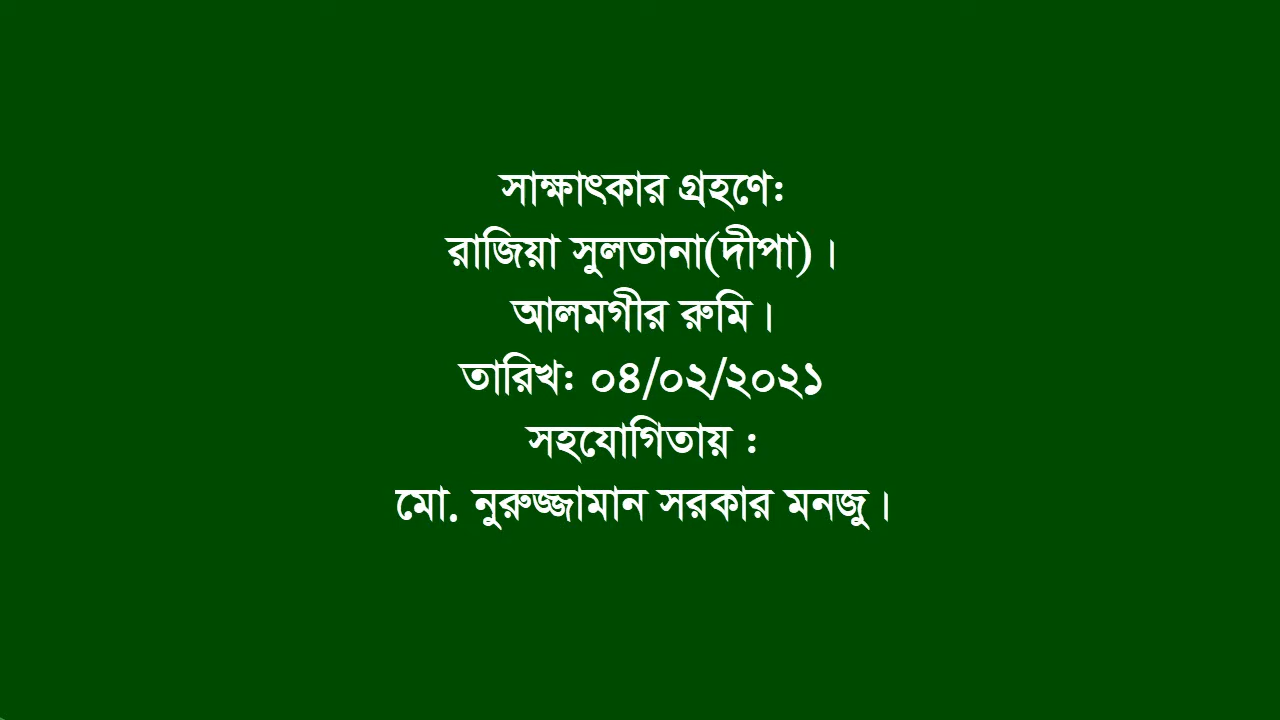 সাক্ষাৎকার গ্রহণে:
রাজিয়া সুলতানা(দীপা)।
আলমগীর রুমি।
তারিখ: ০৪/০২/২০২১
সহযোগিতায় :
মো. নুরুজ্জামান সরকার মনজু।